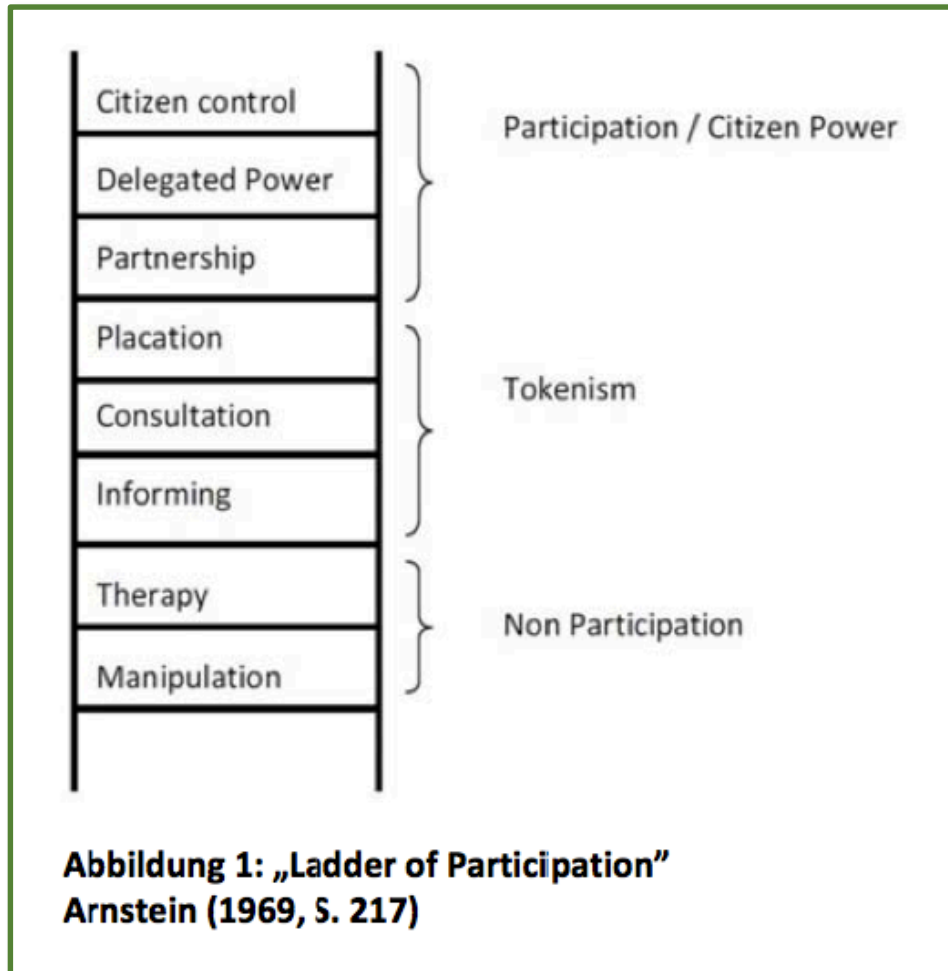 Citizen control
Participation / Citizen Power
Delegated Power
Partnership
Placation
Tokenism
Consultation
Informing
Therapy
Non Participation
Manipulation
Abbildung 1: „Ladder of Participation”
Arnstein (1969, S. 217)